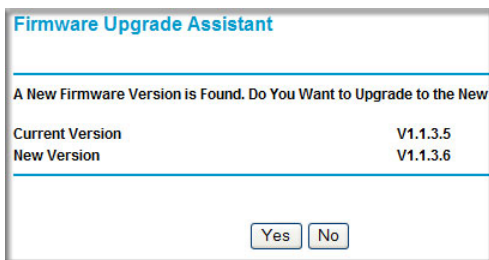 Firmware Upgrade Assistant
A New Firmware Version is Found. Do You Want to Upgrade to the New
Current Version V1.1.3.5
New Version V1.1.3.6
Yes No